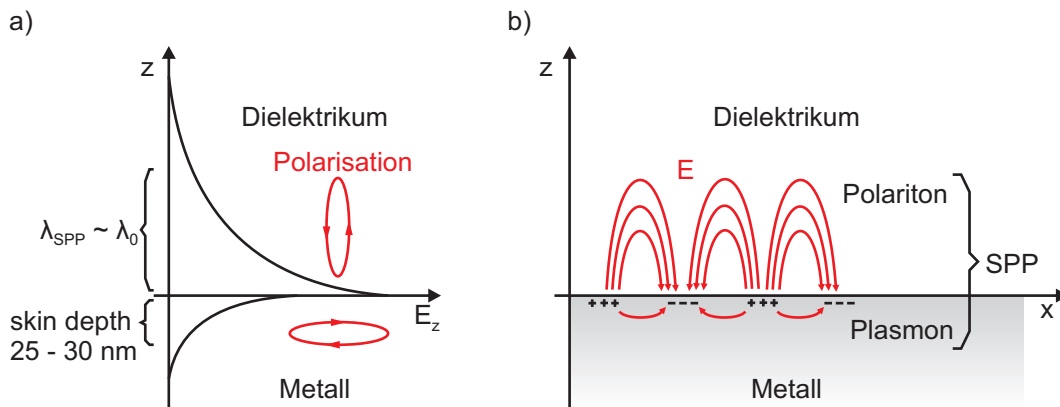 a)
z
Dielektrikum
Polarisation
λSPP ~ λ0
Ez
skin depth
25 - 30 nm
Metall
b)
z
Dielektrikum
E
Polariton
SPP
+++ --- +++ ----
x
Plasmon
Metall